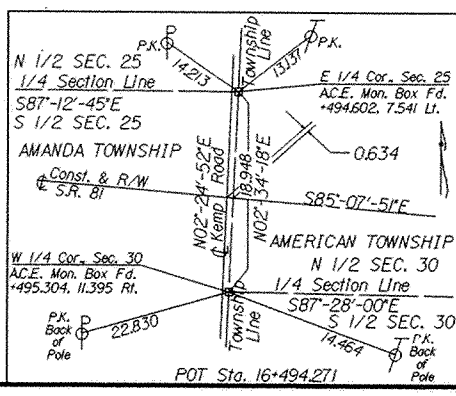 P
P.K.
T
P.K.
14.213
13.137
Township
Line
N 1/2 SEC. 25
1/4 Section Line
S87°-12'-45"E
S 1/2 SEC. 25
E 1/4 Cor., Sec. 25
A.C.E. Mon. Box Fd.
+494.602, 7.541 Lt.
AMANDA TOWNSHIP
0.634
N02°-24'-52"E
Kemp Road
18.948
N02°-34'-18"E
Const. & R/W
S.R. 81
S85°-07'-51"E
AMERICAN TOWNSHIP
W 1/4 Cor., Sec. 30
A.C.E. Mon. Box Fd.
+495.304, 11.395 Rt.
N 1/2 SEC. 30
1/4 Section Line
S87°-28'-00"E
S 1/2 SEC. 30
Township
Line
P.K.
Back
of
Pole
P
22.830
14.464
T
P.K.
Back
of
Pole
POT Sta. 16+494.271